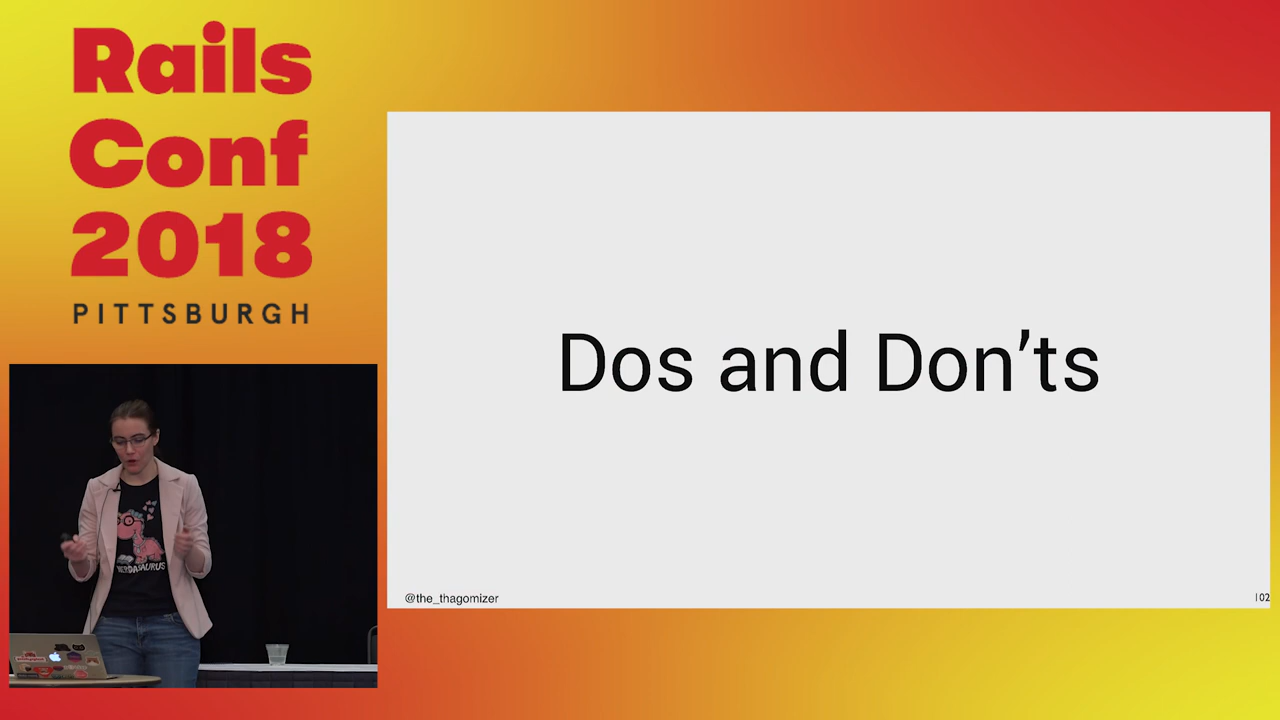 Rails
Conf
2018
PITTSBURGH
Dos and Don’ts
NERDASAURUS
@the_thagomizer
102